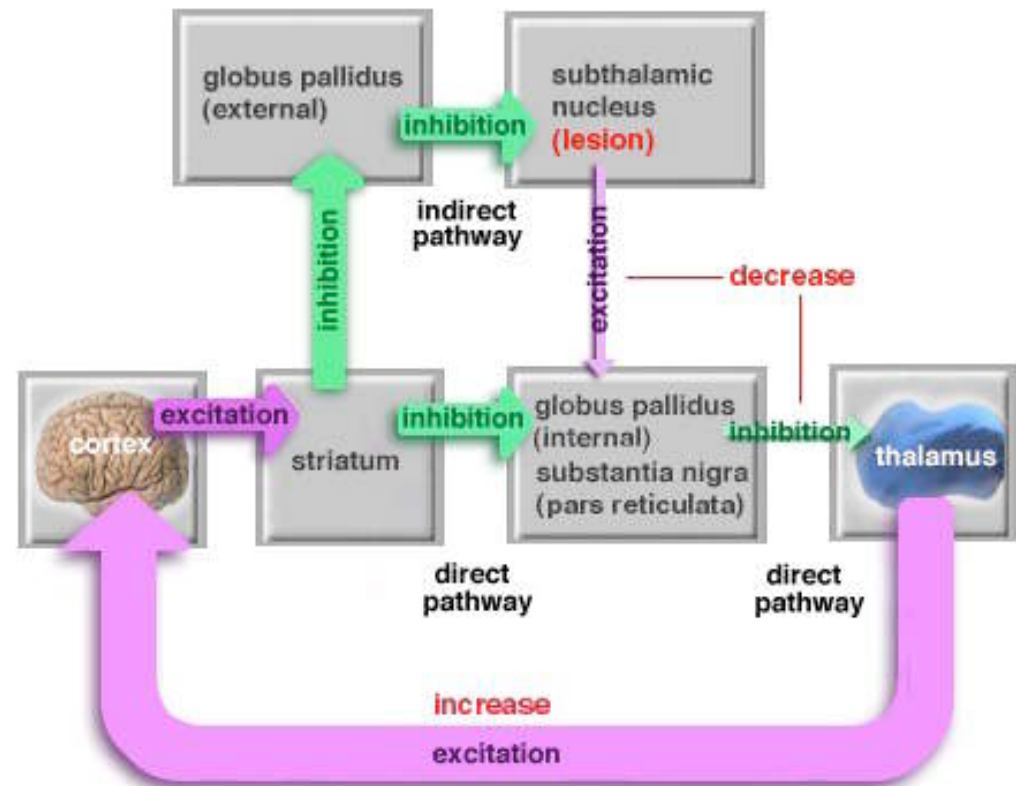 globus pallidus
(external)
inhibition
subthalamic
nucleus
(lesion)
indirect
pathway
inhibition
excitation
decrease
cortex
excitation
striatum
inhibition
globus pallidus
(internal)
substantia nigra
(pars reticulata)
inhibition
thalamus
direct
pathway
direct
pathway
increase
excitation